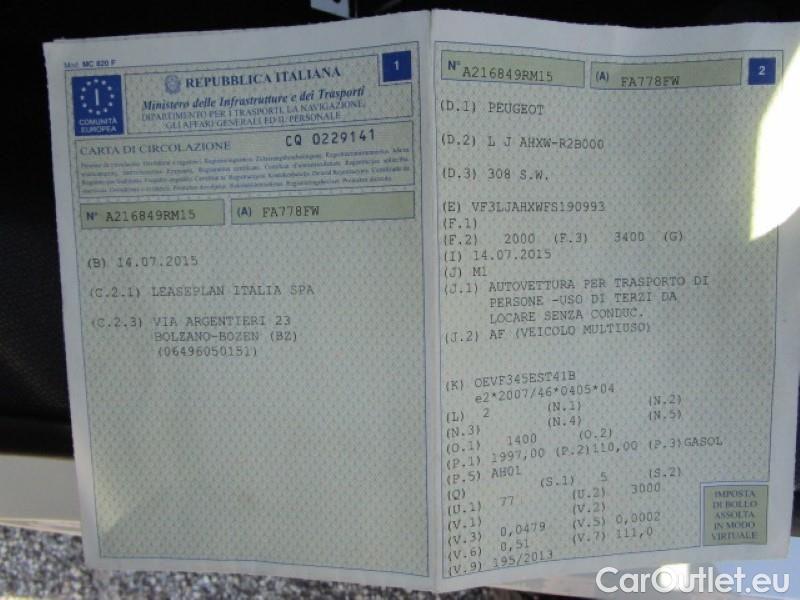 Mod. MC 820 F
1
I
COMUNITÀ
EUROPEA
REPUBBLICA ITALIANA
Ministero delle Infrastrutture e dei Trasporti
DIPARTIMENTO PER I TRASPORTI, LA NAVIGAZIONE,
GLI AFFARI GENERALI ED IL PERSONALE
CARTA DI CIRCOLAZIONE CQ 0229141
N° A216849RM15 (A) FA778FW
(B) 14.07.2015
(C.2.1) LEASEPLAN ITALIA SPA
(C.2.3) VIA ARGENTIERI 23
BOLZANO-BOZEN (BZ)
(06496050151)
N° A216849RM15 (A) FA778FW 2
(D.1) PEUGEOT
(D.2) L J AHXW-R2B000
(D.3) 308 S.W.
(E) VF3LJAHXWFS190993
(F.1)
(F.2) 2000 (F.3) 3400 (G)
(I) 14.07.2015
(J) M1
(J.1) AUTOVETTURA PER TRASPORTO DI
PERSONE -USO DI TERZI DA
LOCARE SENZA CONDUC.
(J.2) AF (VEICOLO MULTIUSO)
(K) OEVF345EST41B
e2*2007/46*0405*04
(L) 2 (N.1) (N.2)
(N.3) (N.4) (N.5)
(O.1) 1400 (O.2)
(P.1) 1997,00 (P.2)110,00 (P.3)GASOL
(P.5) AH01
(Q) (S.1) 5 (S.2)
(U.1) 77 (U.2) 3000
(V.1) (V.2)
(V.3) 0,0479 (V.5) 0,0002
(V.6) 0,51 (V.7) 111,0
(V.9) 195/2013
IMPOSTA
DI BOLLO
ASSOLTA
IN MODO
VIRTUALE
CarOutlet.eu